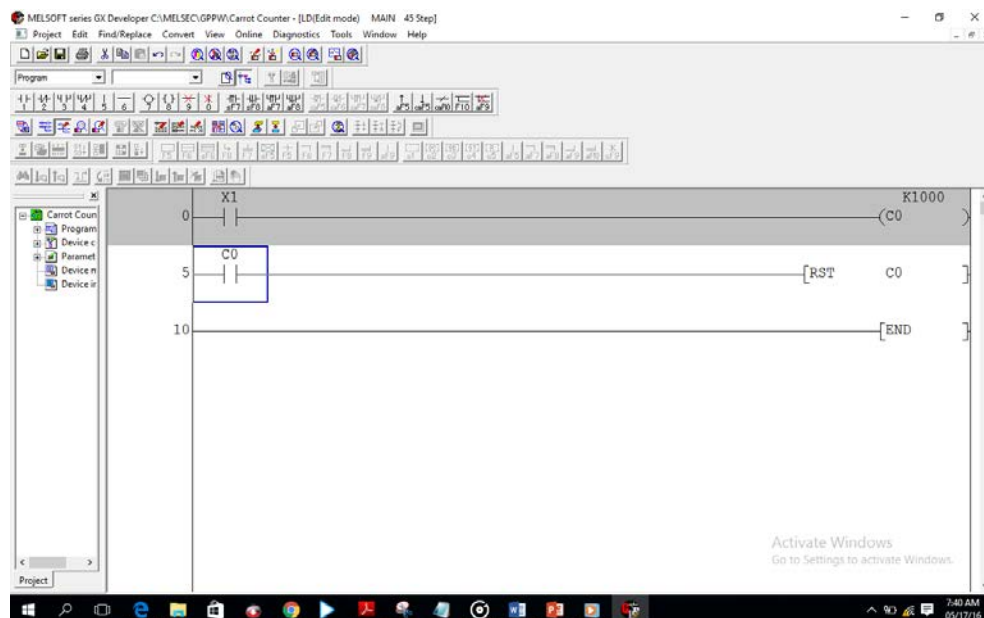 MELSOFT series GX Developer C:\MELSEC\GPPW\Carrot Counter - [LD(Edit mode) MAIN 45 Step]
Project Edit Find/Replace Convert View Online Diagnostics Tools Window Help
Program
Carrot Coun
Program
Device c
Paramet
Device n
Device ir
Project
X1 K1000
0 (C0 )
C0
5 [RST C0 ]
10 [END ]
Activate Windows
Go to Settings to activate Windows.
7:40 AM
05/17/16